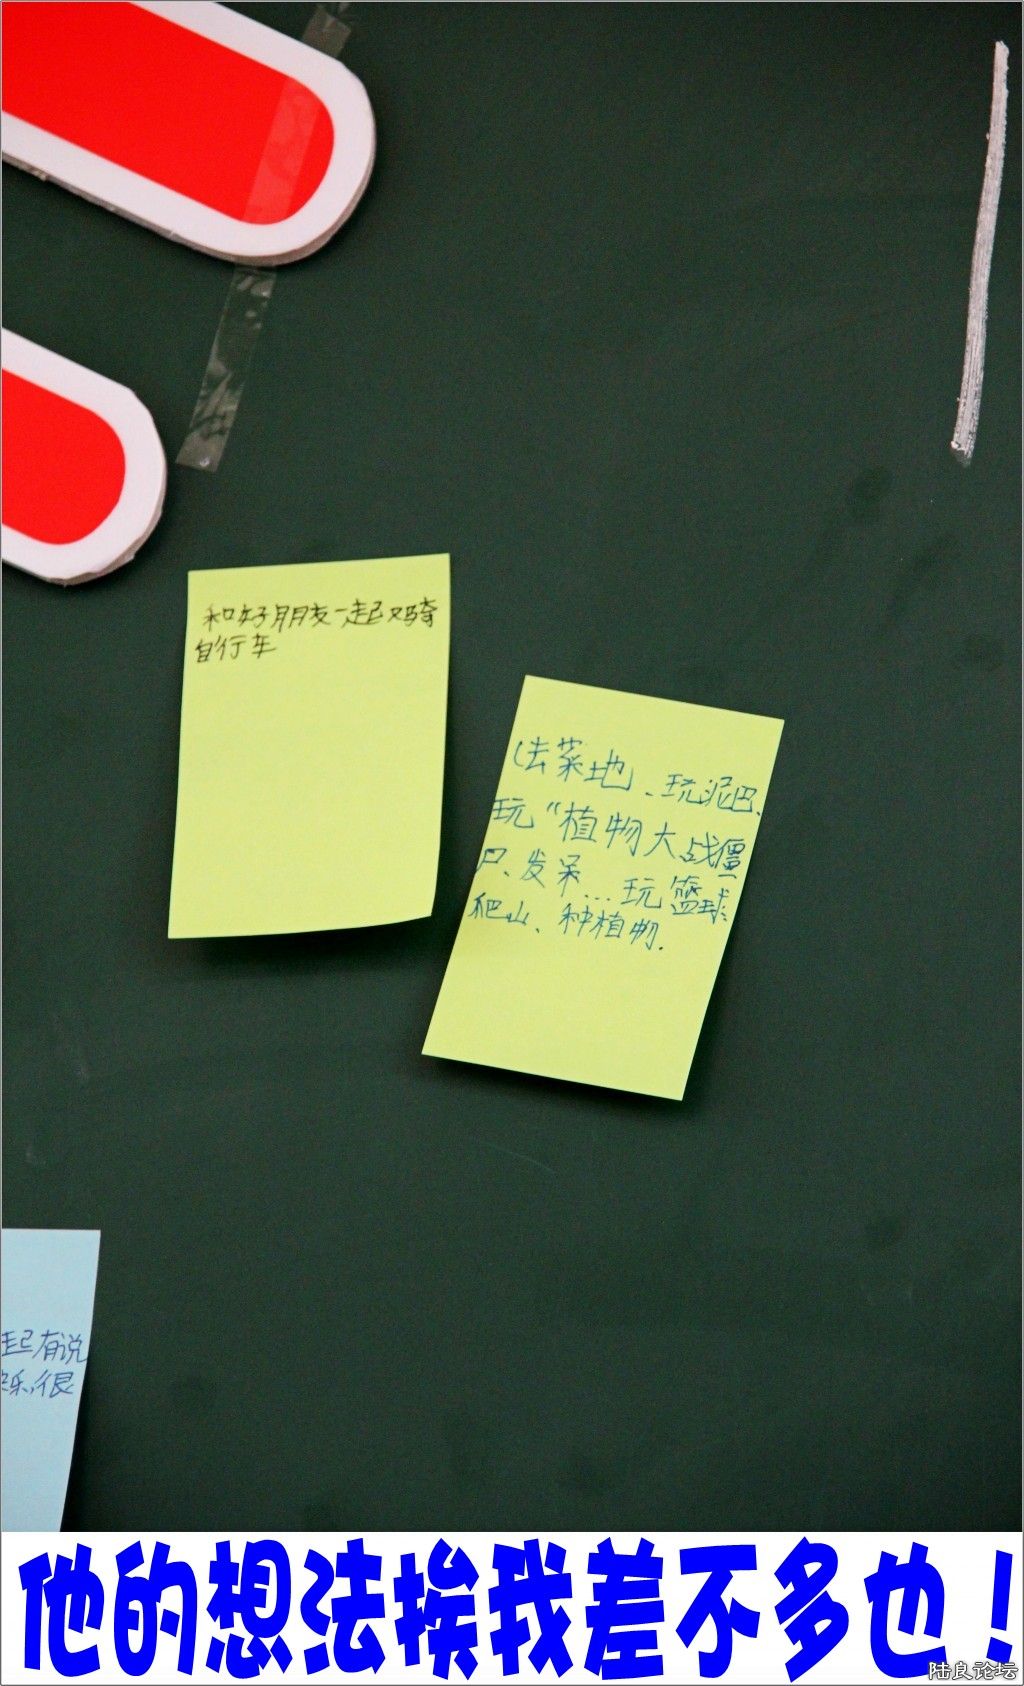 和好朋友一起又骑
自行车
(去菜地、玩泥巴、
玩“植物大战僵
尸、发呆...玩篮球
爬山、种植物.
起有说
快乐,很
他的想法挨我差不多也！
陆良论坛